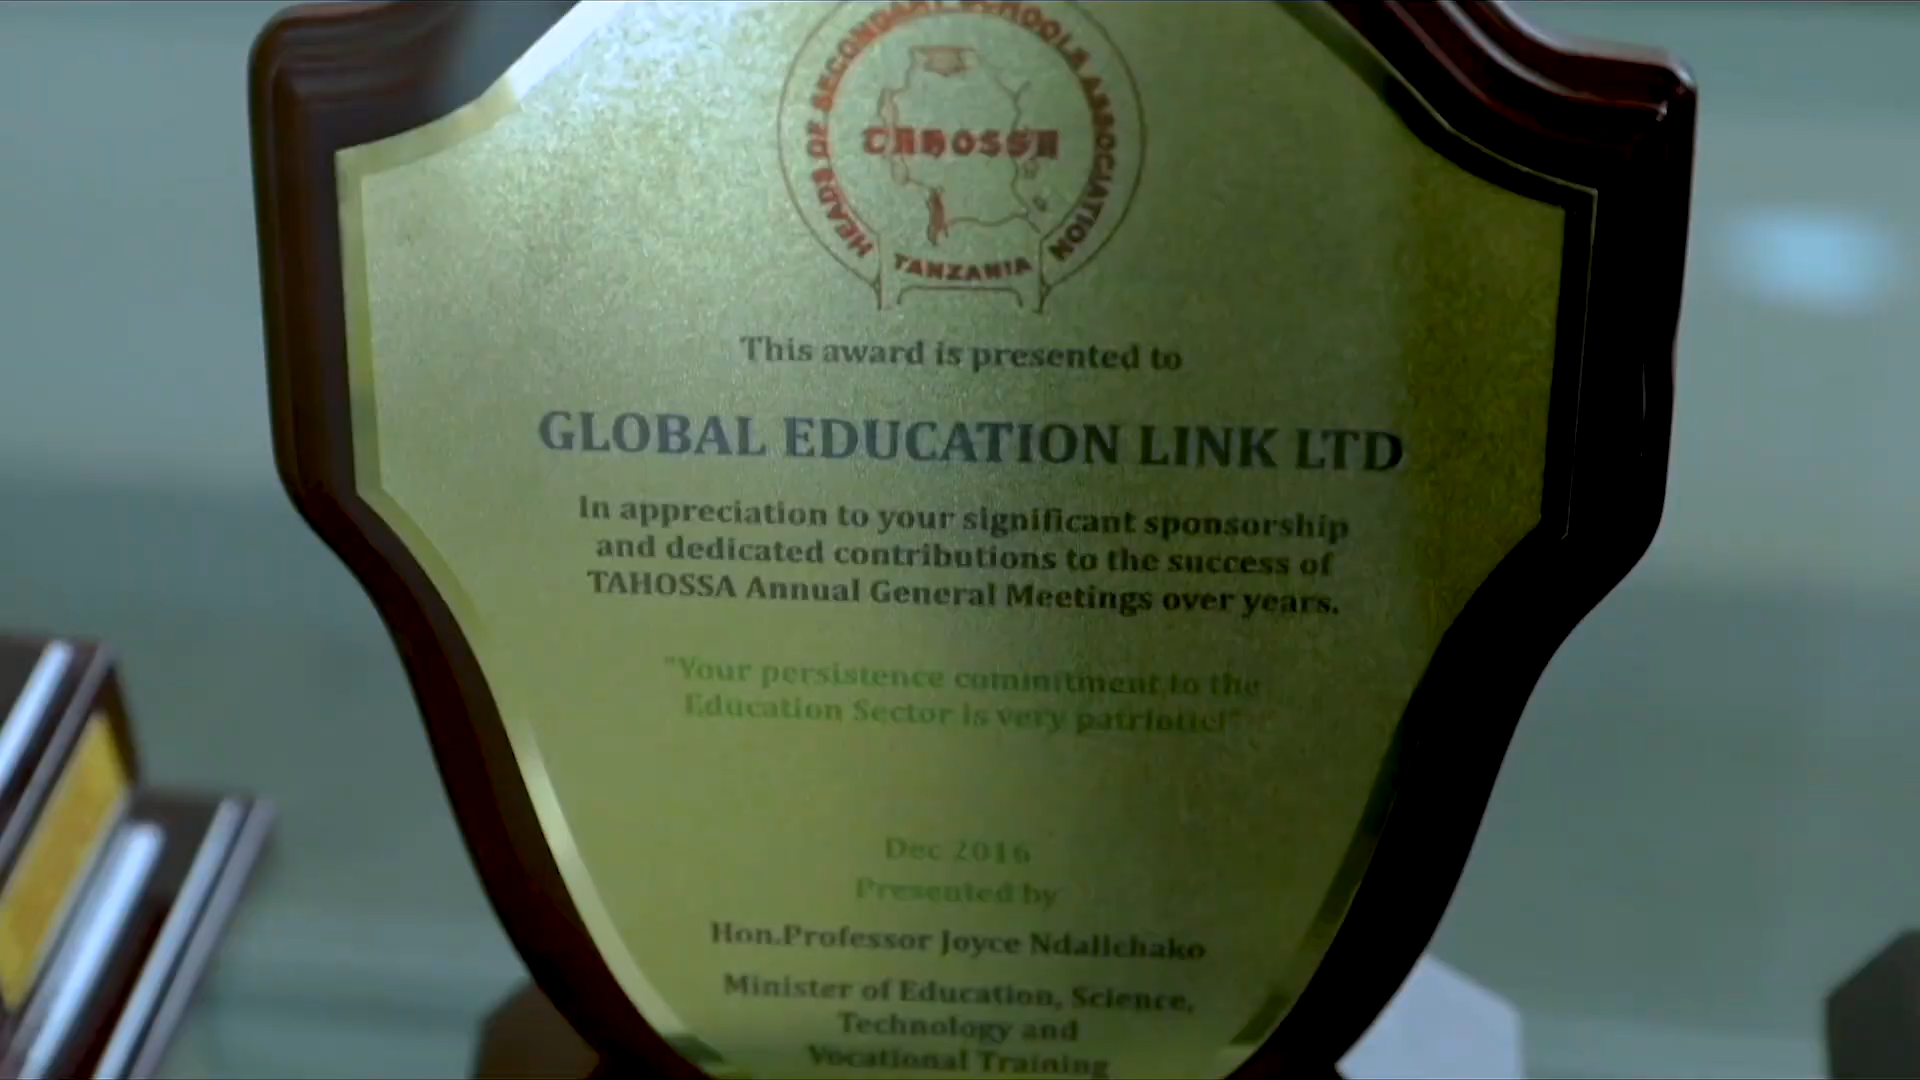 HEADS OF SECONDARY SCHOOLS ASSOCIATION
TAHOSSA
TANZANIA
This award is presented to
GLOBAL EDUCATION LINK LTD
In appreciation to your significant sponsorship
and dedicated contributions to the success of
TAHOSSA Annual General Meetings over years.
"Your persistence commitment to the
Education Sector is very patriotic!"
Dec 2016
Presented by
Hon.Professor Joyce Ndalichako
Minister of Education, Science,
Technology and
Vocational Training